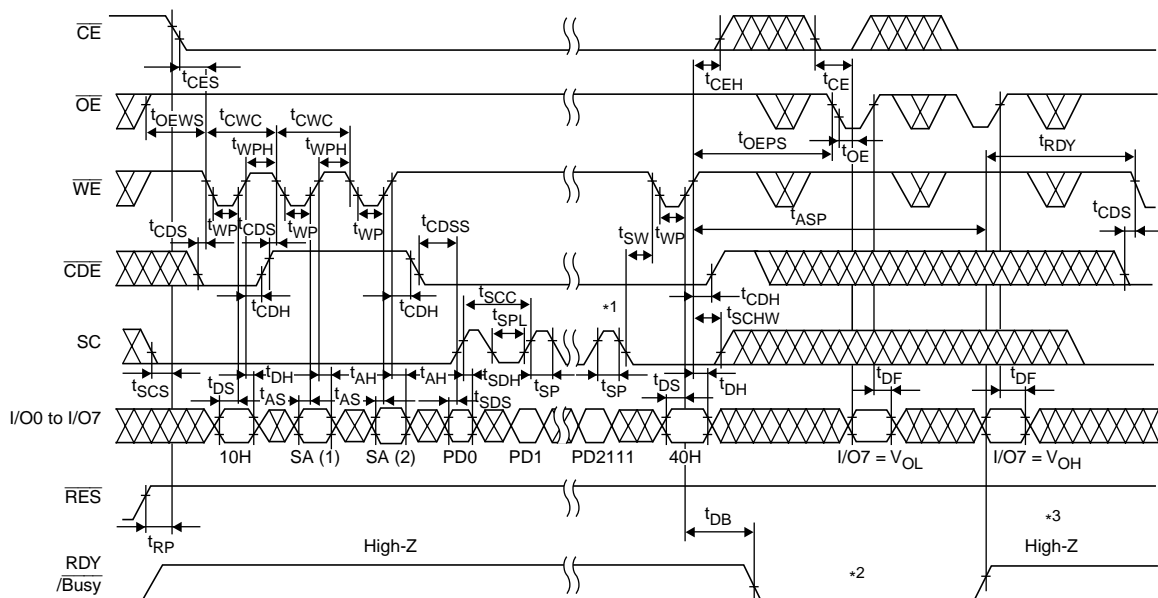 CE
tCES
tCEH
tCE
OE
tOEWS
tCWC
tCWC
tWPH
tWPH
tOEPS
tOE
tRDY
WE
tCDS
tWP
tCDS
tWP
tWP
tCDSS
tSW
tWP
tASP
tCDS
CDE
tCDH
tCDH
tSCC
*1
tCDH
tSPL
tSCHW
SC
tSCS
tDS
tDH
tAS
tAH
tAS
tAH
tSDH
tSDS
tSP
tSP
tDS
tDH
tDF
tDF
I/O0 to I/O7
10H
SA (1)
SA (2)
PD0
PD1
PD2111
40H
I/O7 = VOL
I/O7 = VOH
RES
tRP
tDB
*3
High-Z
High-Z
RDY
/Busy
*2